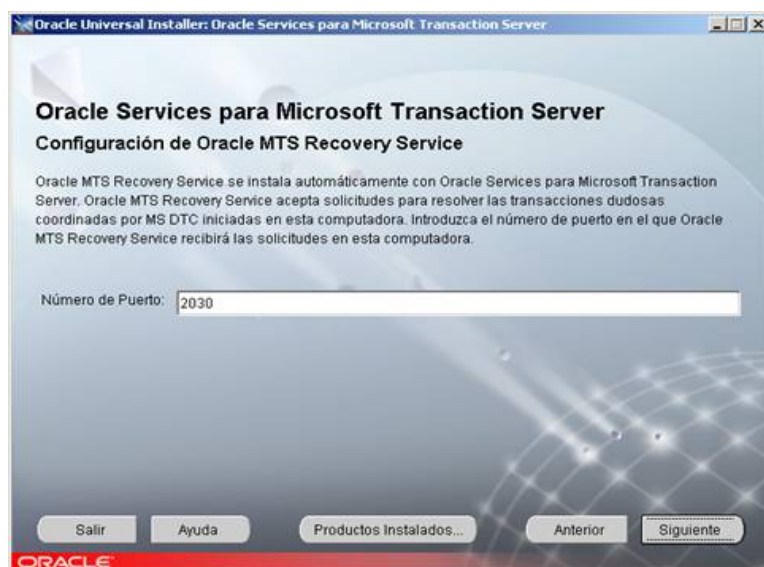 Oracle Universal Installer: Oracle Services para Microsoft Transaction Server
Oracle Services para Microsoft Transaction Server
Configuración de Oracle MTS Recovery Service
Oracle MTS Recovery Service se instala automáticamente con Oracle Services para Microsoft Transaction
Server. Oracle MTS Recovery Service acepta solicitudes para resolver las transacciones dudosas
coordinadas por MS DTC iniciadas en esta computadora. Introduzca el número de puerto en el que Oracle
MTS Recovery Service recibirá las solicitudes en esta computadora.
Número de Puerto: 2030
Salir Ayuda Productos Instalados... Anterior Siguiente
ORACLE